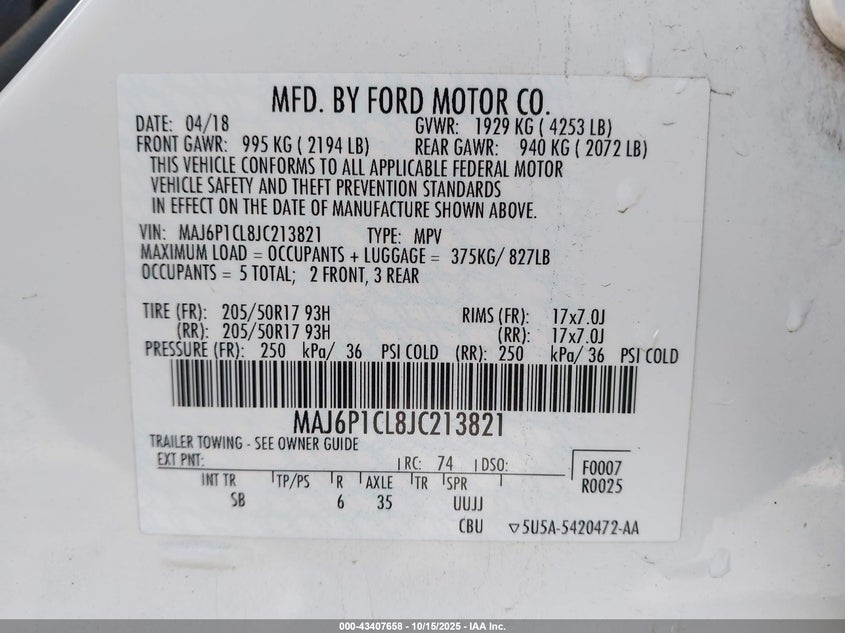 MFD. BY FORD MOTOR CO.
DATE: 04/18 GVWR: 1929 KG ( 4253 LB)
FRONT GAWR: 995 KG ( 2194 LB) REAR GAWR: 940 KG ( 2072 LB)
THIS VEHICLE CONFORMS TO ALL APPLICABLE FEDERAL MOTOR
VEHICLE SAFETY AND THEFT PREVENTION STANDARDS
IN EFFECT ON THE DATE OF MANUFACTURE SHOWN ABOVE.
VIN: MAJ6P1CL8JC213821 TYPE: MPV
MAXIMUM LOAD = OCCUPANTS + LUGGAGE = 375KG/ 827LB
OCCUPANTS = 5 TOTAL; 2 FRONT, 3 REAR
TIRE (FR): 205/50R17 93H RIMS (FR): 17x7.0J
(RR): 205/50R17 93H (RR): 17x7.0J
PRESSURE (FR): 250 kPa/ 36 PSI COLD (RR): 250 kPa/ 36 PSI COLD
MAJ6P1CL8JC213821
TRAILER TOWING - SEE OWNER GUIDE
EXT PNT: RC: 74 DSO: F0007
INT TR TP/PS R AXLE TR SPR R0025
SB 6 35 UUJJ
CBU ▽5U5A-5420472-AA
000-43407658 - 10/15/2025 - IAA Inc.